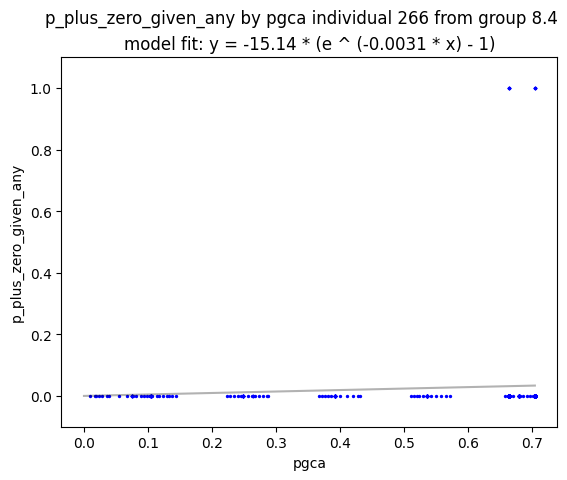 p_plus_zero_given_any by pgca individual 266 from group 8.4
model fit: y = -15.14 * (e ^ (-0.0031 * x) - 1)
1.0
0.8
0.6
0.4
0.2
0.0
p_plus_zero_given_any
0.0 0.1 0.2 0.3 0.4 0.5 0.6 0.7
pgca